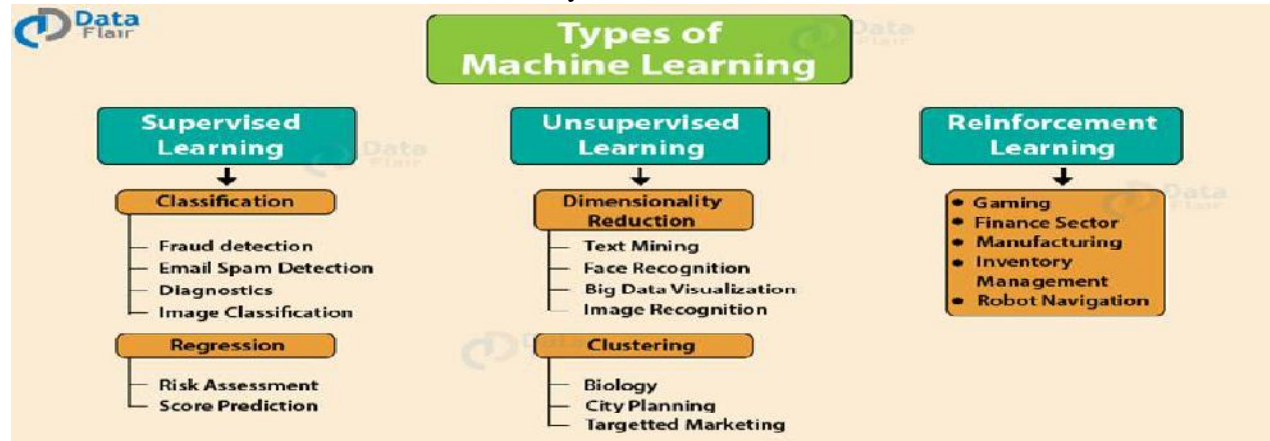 Data
Flair
Types of
Machine Learning
Supervised
Learning
Classification
Fraud detection
Email Spam Detection
Diagnostics
Image Classification
Regression
Risk Assessment
Score Prediction
Unsupervised
Learning
Dimensionality
Reduction
Text Mining
Face Recognition
Big Data Visualization
Image Recognition
Clustering
Biology
City Planning
Targetted Marketing
Reinforcement
Learning
Gaming
Finance Sector
Manufacturing
Inventory
Management
Robot Navigation